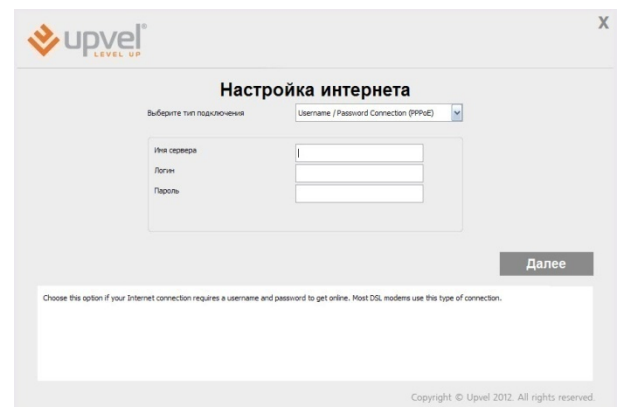 X
upvel
LEVEL UP
Настройка интернета
Выберите тип подключения Username / Password Connection (PPPoE)
Имя сервера
Логин
Пароль
Далее
Choose this option if your Internet connection requires a username and password to get online. Most DSL modems use this type of connection.
Copyright © Upvel 2012. All rights reserved.